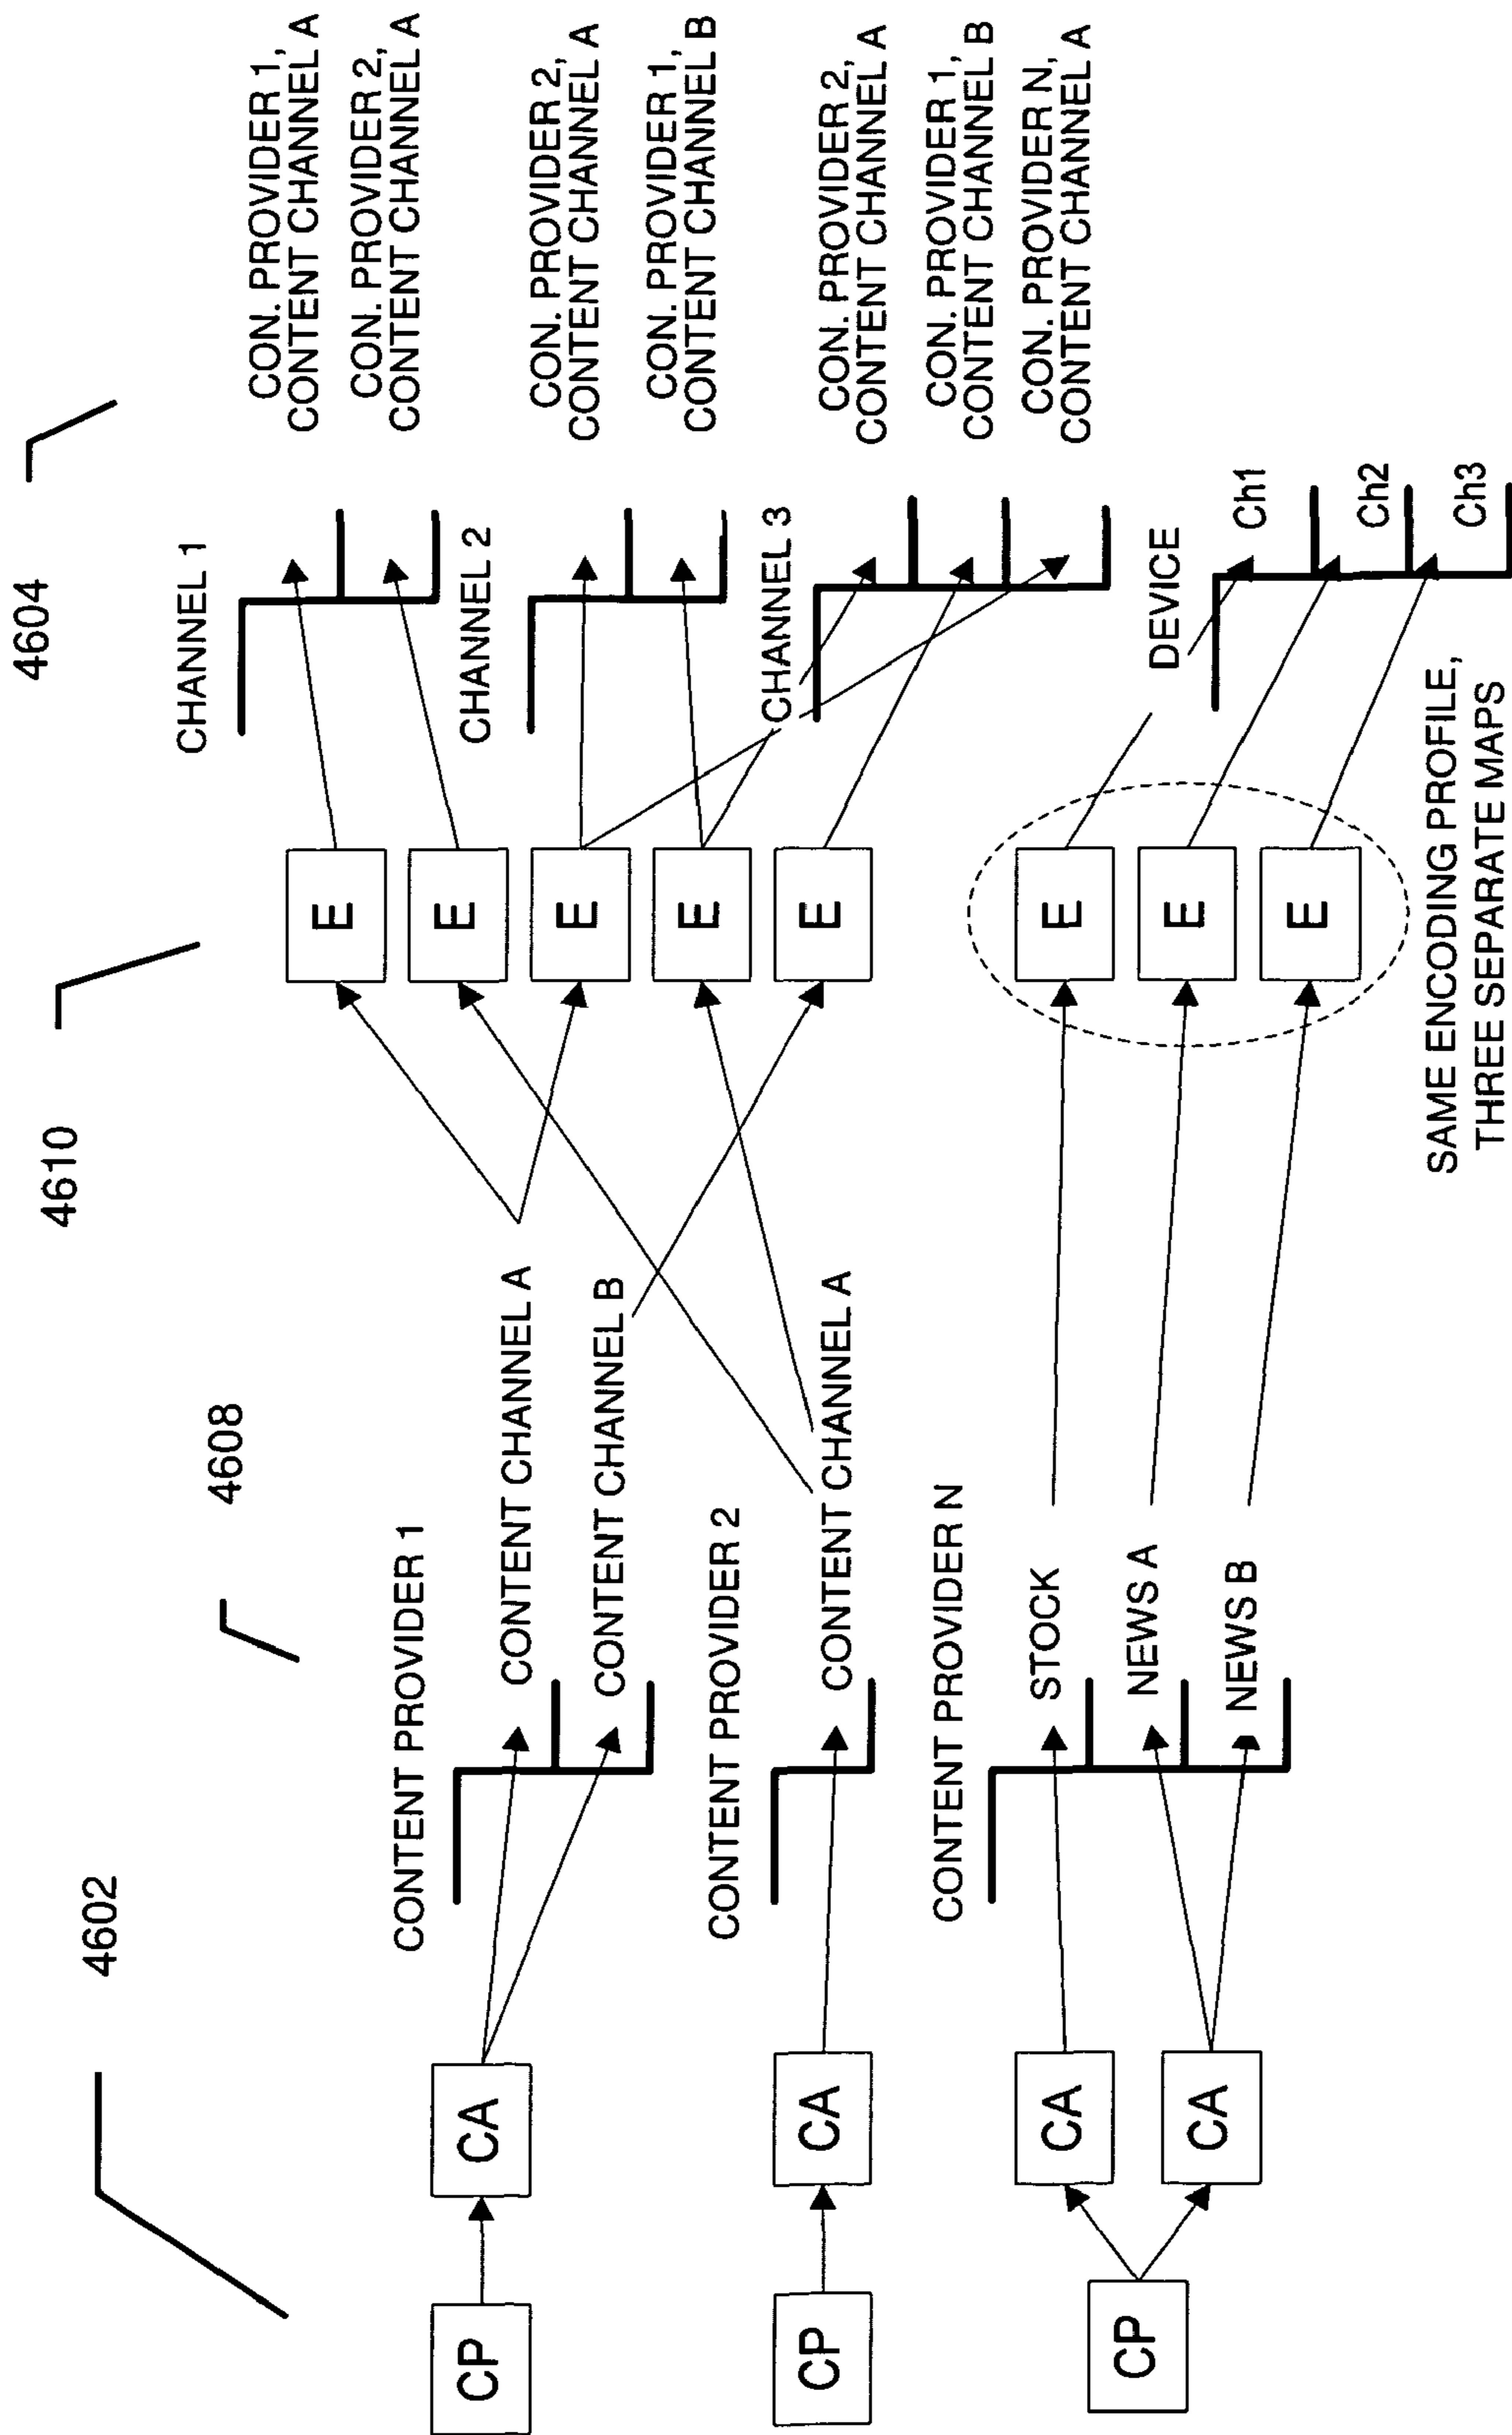 4602
4608
4610
4604
CP
CA
CONTENT PROVIDER 1
CONTENT CHANNEL A
CONTENT CHANNEL B
CP
CA
CONTENT PROVIDER 2
CONTENT CHANNEL A
CP
CA
CA
CONTENT PROVIDER N
STOCK
NEWS A
NEWS B
E
E
E
E
E
E
E
E
SAME ENCODING PROFILE,
THREE SEPARATE MAPS
CHANNEL 1
CON. PROVIDER 1,
CONTENT CHANNEL A
CON. PROVIDER 2,
CONTENT CHANNEL A
CHANNEL 2
CON. PROVIDER 2,
CONTENT CHANNEL A
CON. PROVIDER 1,
CONTENT CHANNEL B
CHANNEL 3
CON. PROVIDER 2,
CONTENT CHANNEL A
CON. PROVIDER 1,
CONTENT CHANNEL B
CON. PROVIDER N,
CONTENT CHANNEL A
DEVICE
Ch1
Ch2
Ch3